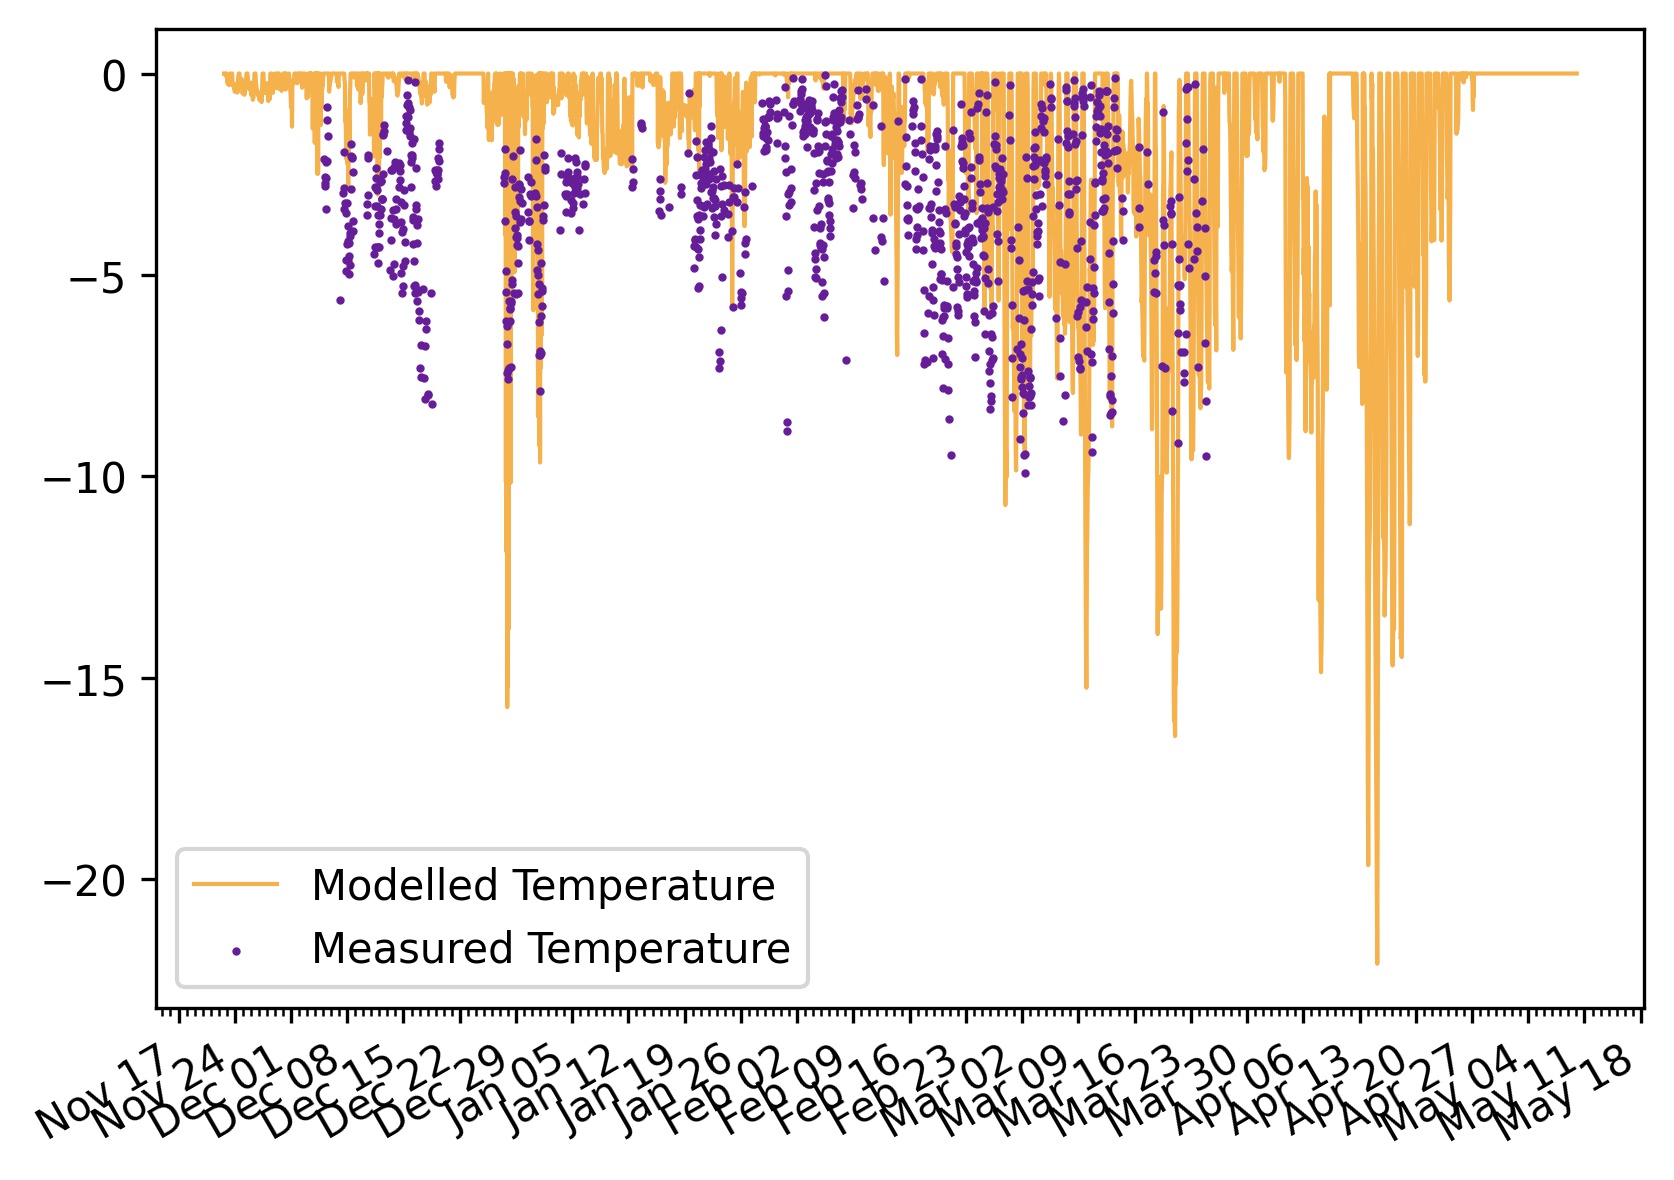 0
−5
−10
−15
−20
Modelled Temperature
Measured Temperature
Nov 17
Nov 24
Dec 01
Dec 08
Dec 15
Dec 22
Dec 29
Jan 05
Jan 12
Jan 19
Jan 26
Feb 02
Feb 09
Feb 16
Feb 23
Mar 02
Mar 09
Mar 16
Mar 23
Mar 30
Apr 06
Apr 13
Apr 20
Apr 27
May 04
May 11
May 18